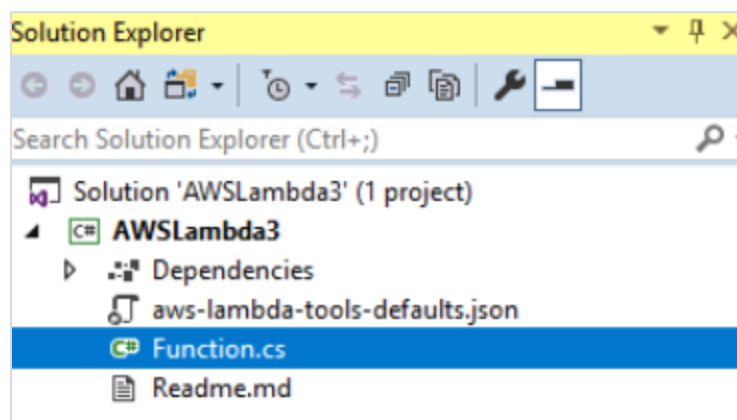 Solution Explorer
Search Solution Explorer (Ctrl+;)
Solution 'AWSLambda3' (1 project)
C# AWSLambda3
Dependencies
aws-lambda-tools-defaults.json
C# Function.cs
Readme.md